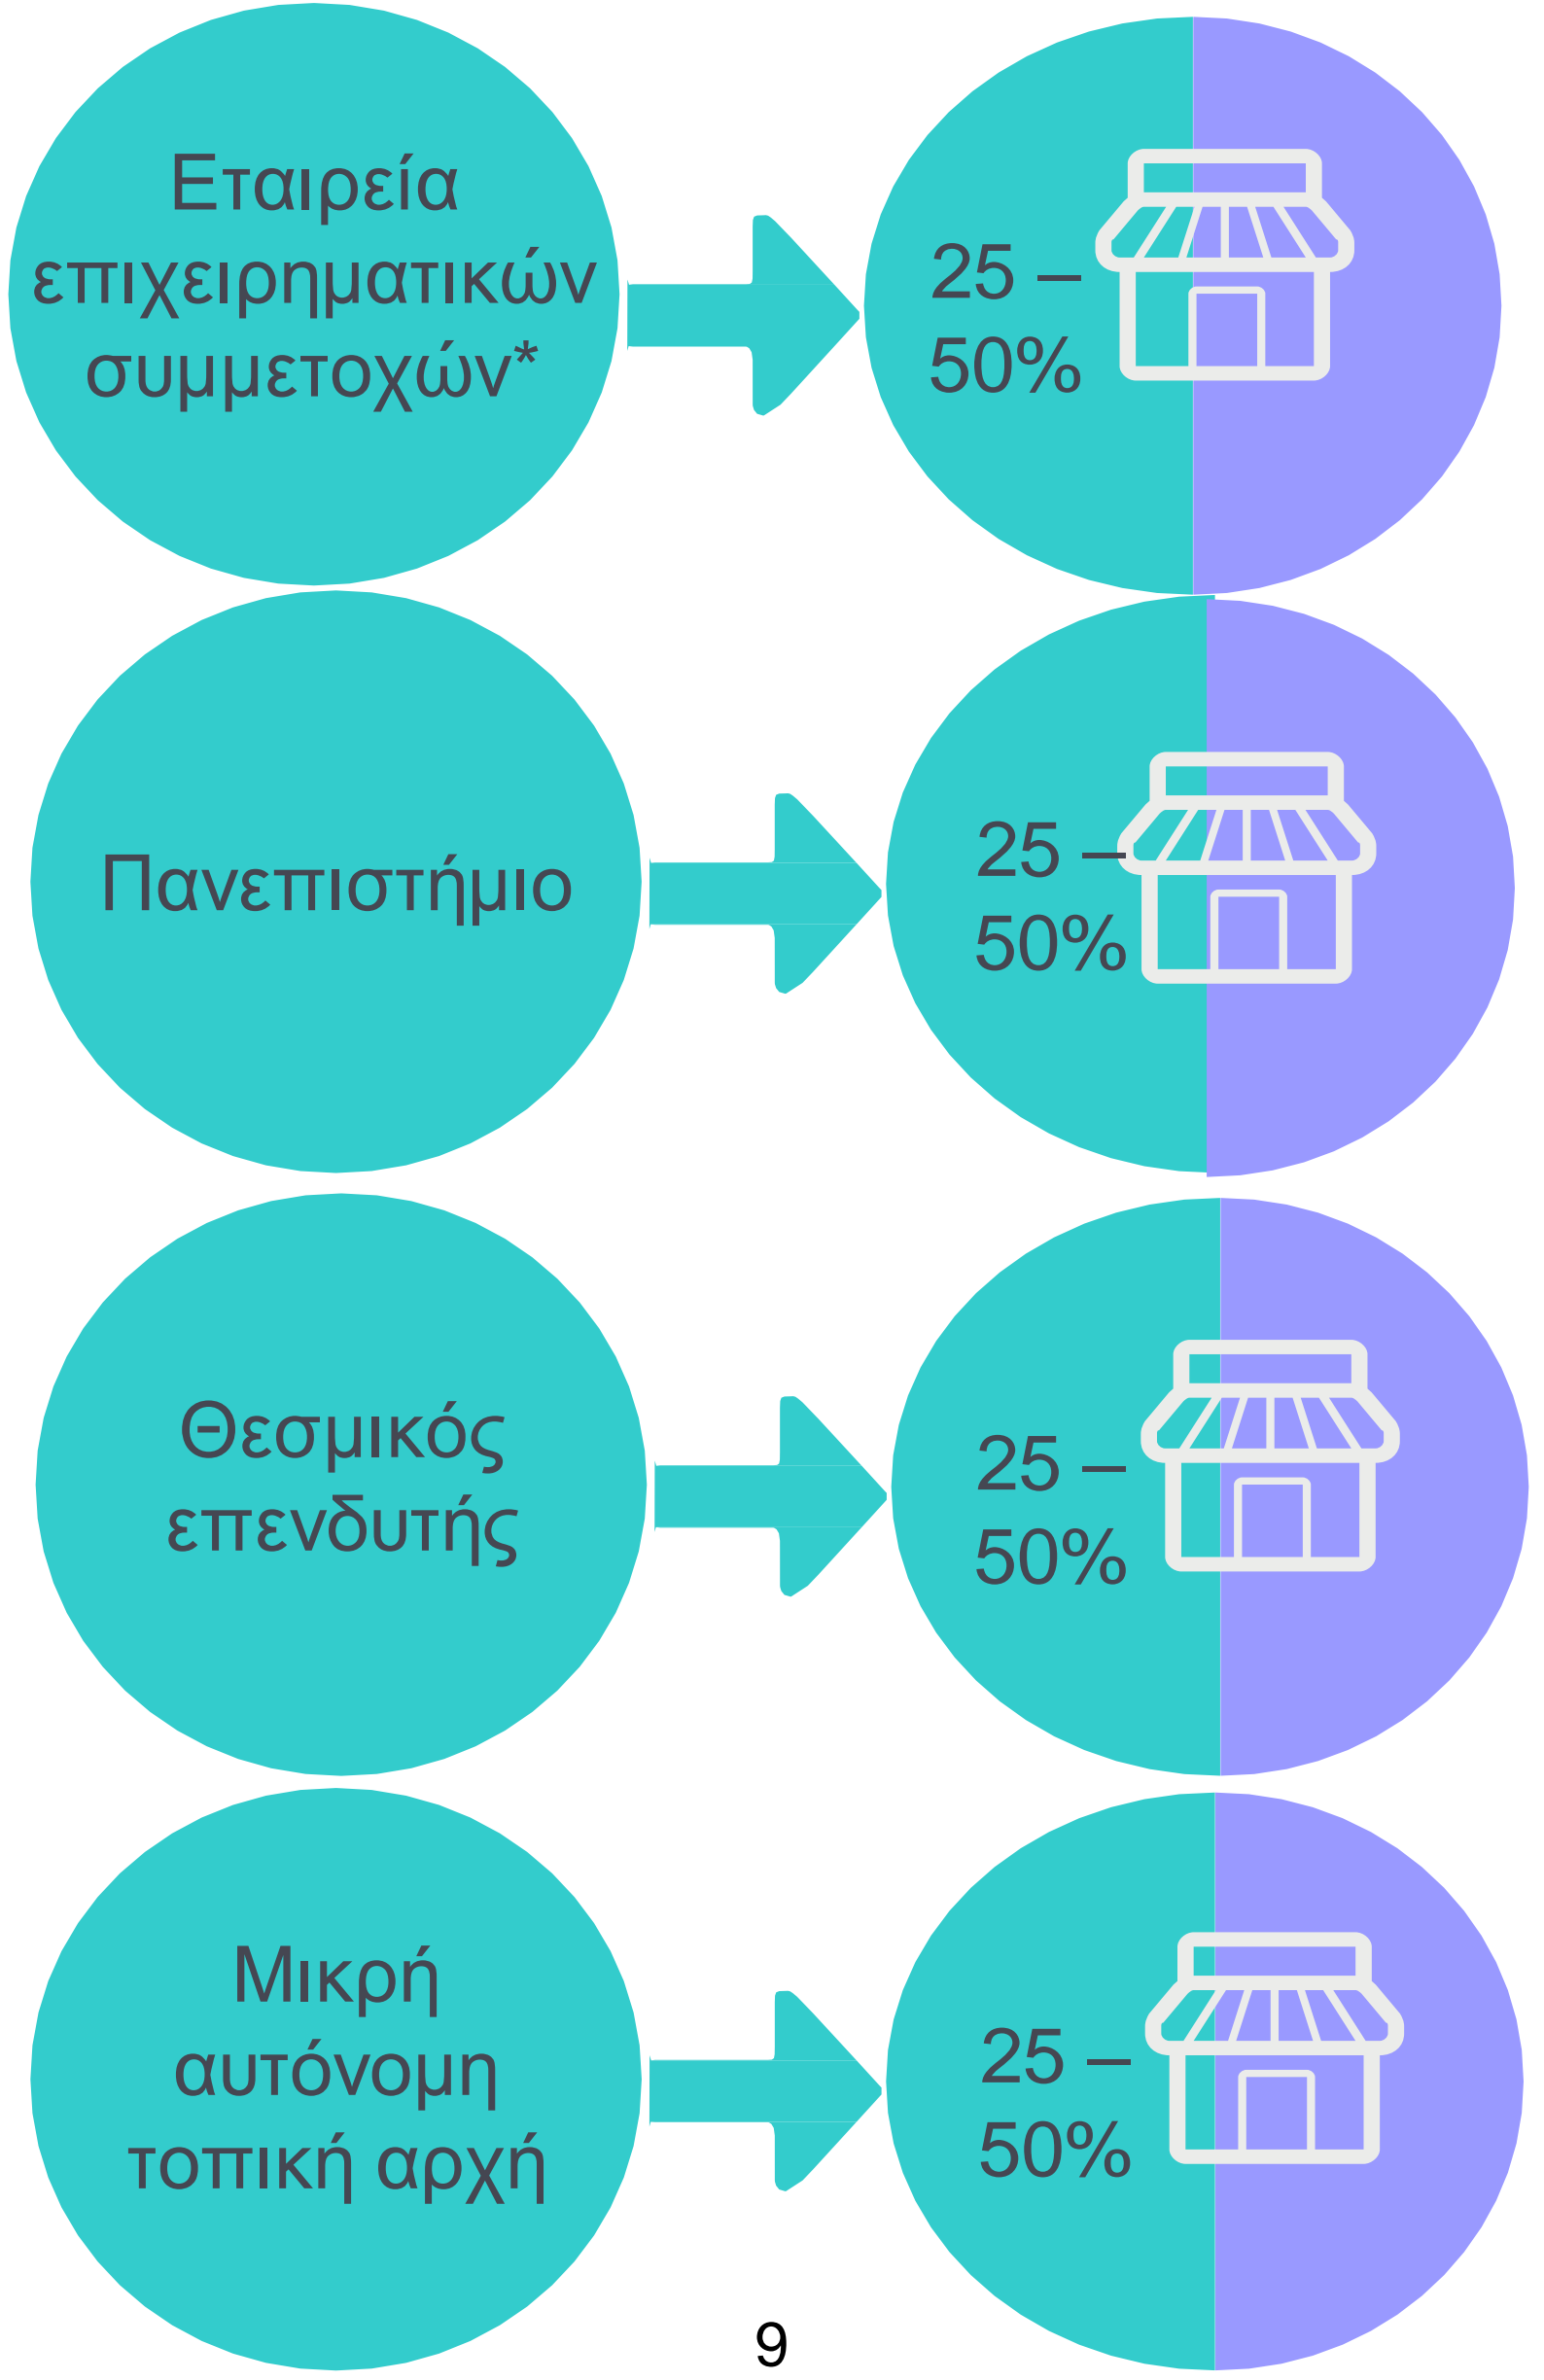 Εταιρεία
επιχειρηματικών
συμμετοχών*
25 –
50%
Πανεπιστήμιο
25 –
50%
Θεσμικός
επενδυτής
25 –
50%
Μικρή
αυτόνομη
τοπική αρχή
25 –
50%
9